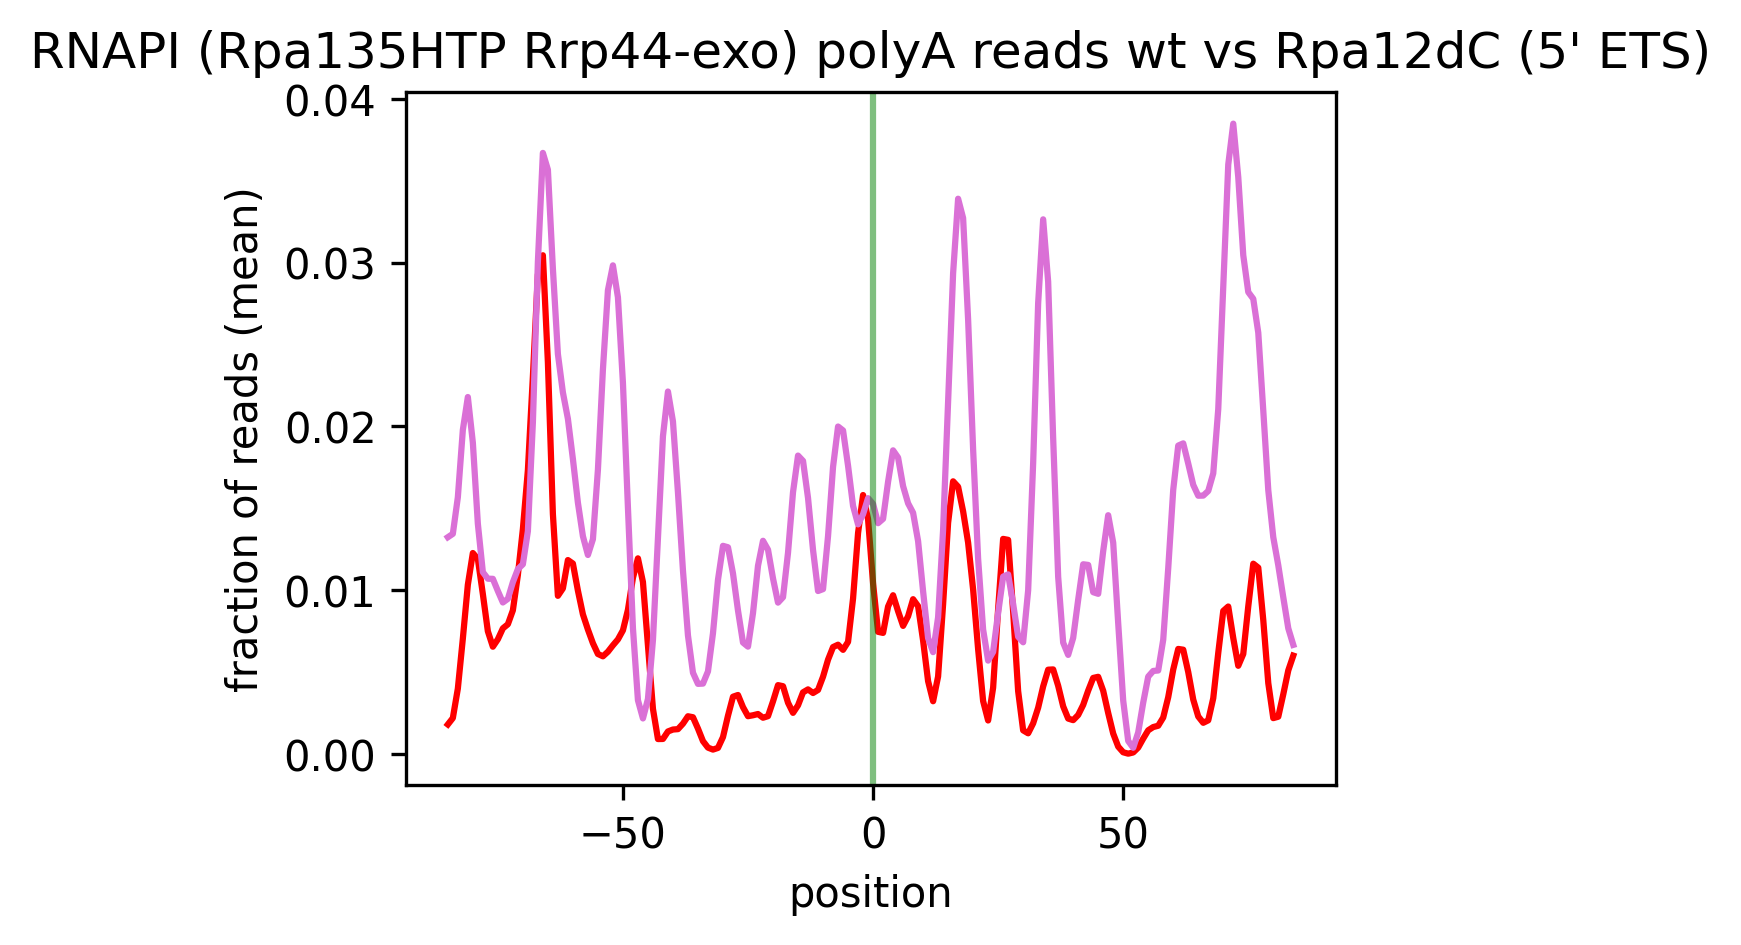 RNAPI (Rpa135HTP Rrp44-exo) polyA reads wt vs Rpa12dC (5' ETS)
fraction of reads (mean)
0.04
0.03
0.02
0.01
0.00
−50
0
50
position